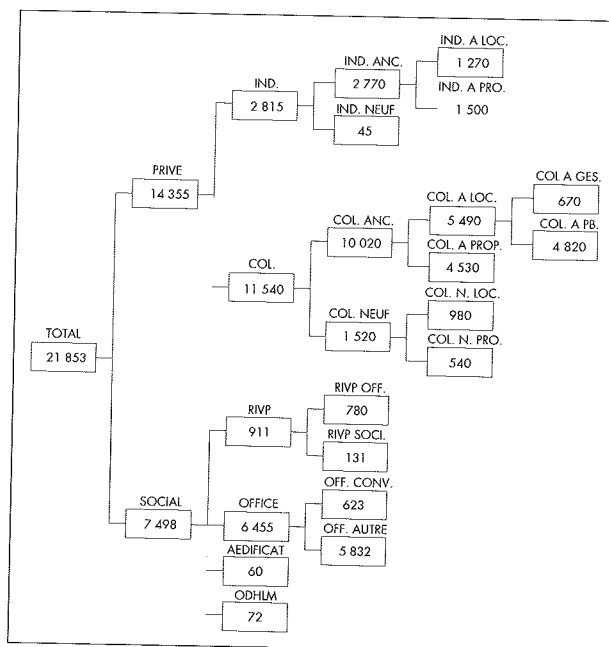 IND. A LOC.
1 270
IND. ANC.
2 770
IND. A PRO.
1 500
IND.
2 815
IND. NEUF
45
PRIVE
14 355
COL A GES.
670
COL. A LOC.
5 490
COL. A PB.
4 820
COL. ANC.
10 020
COL. A PROP.
4 530
COL.
11 540
COL. N. LOC.
980
COL. NEUF
1 520
COL. N. PRO.
540
TOTAL
21 853
RIVP OFF.
780
RIVP
911
RIVP SOCI.
131
OFF. CONV.
623
SOCIAL
7 498
OFFICE
6 455
OFF. AUTRE
5 832
AEDIFICAT
60
ODHLM
72